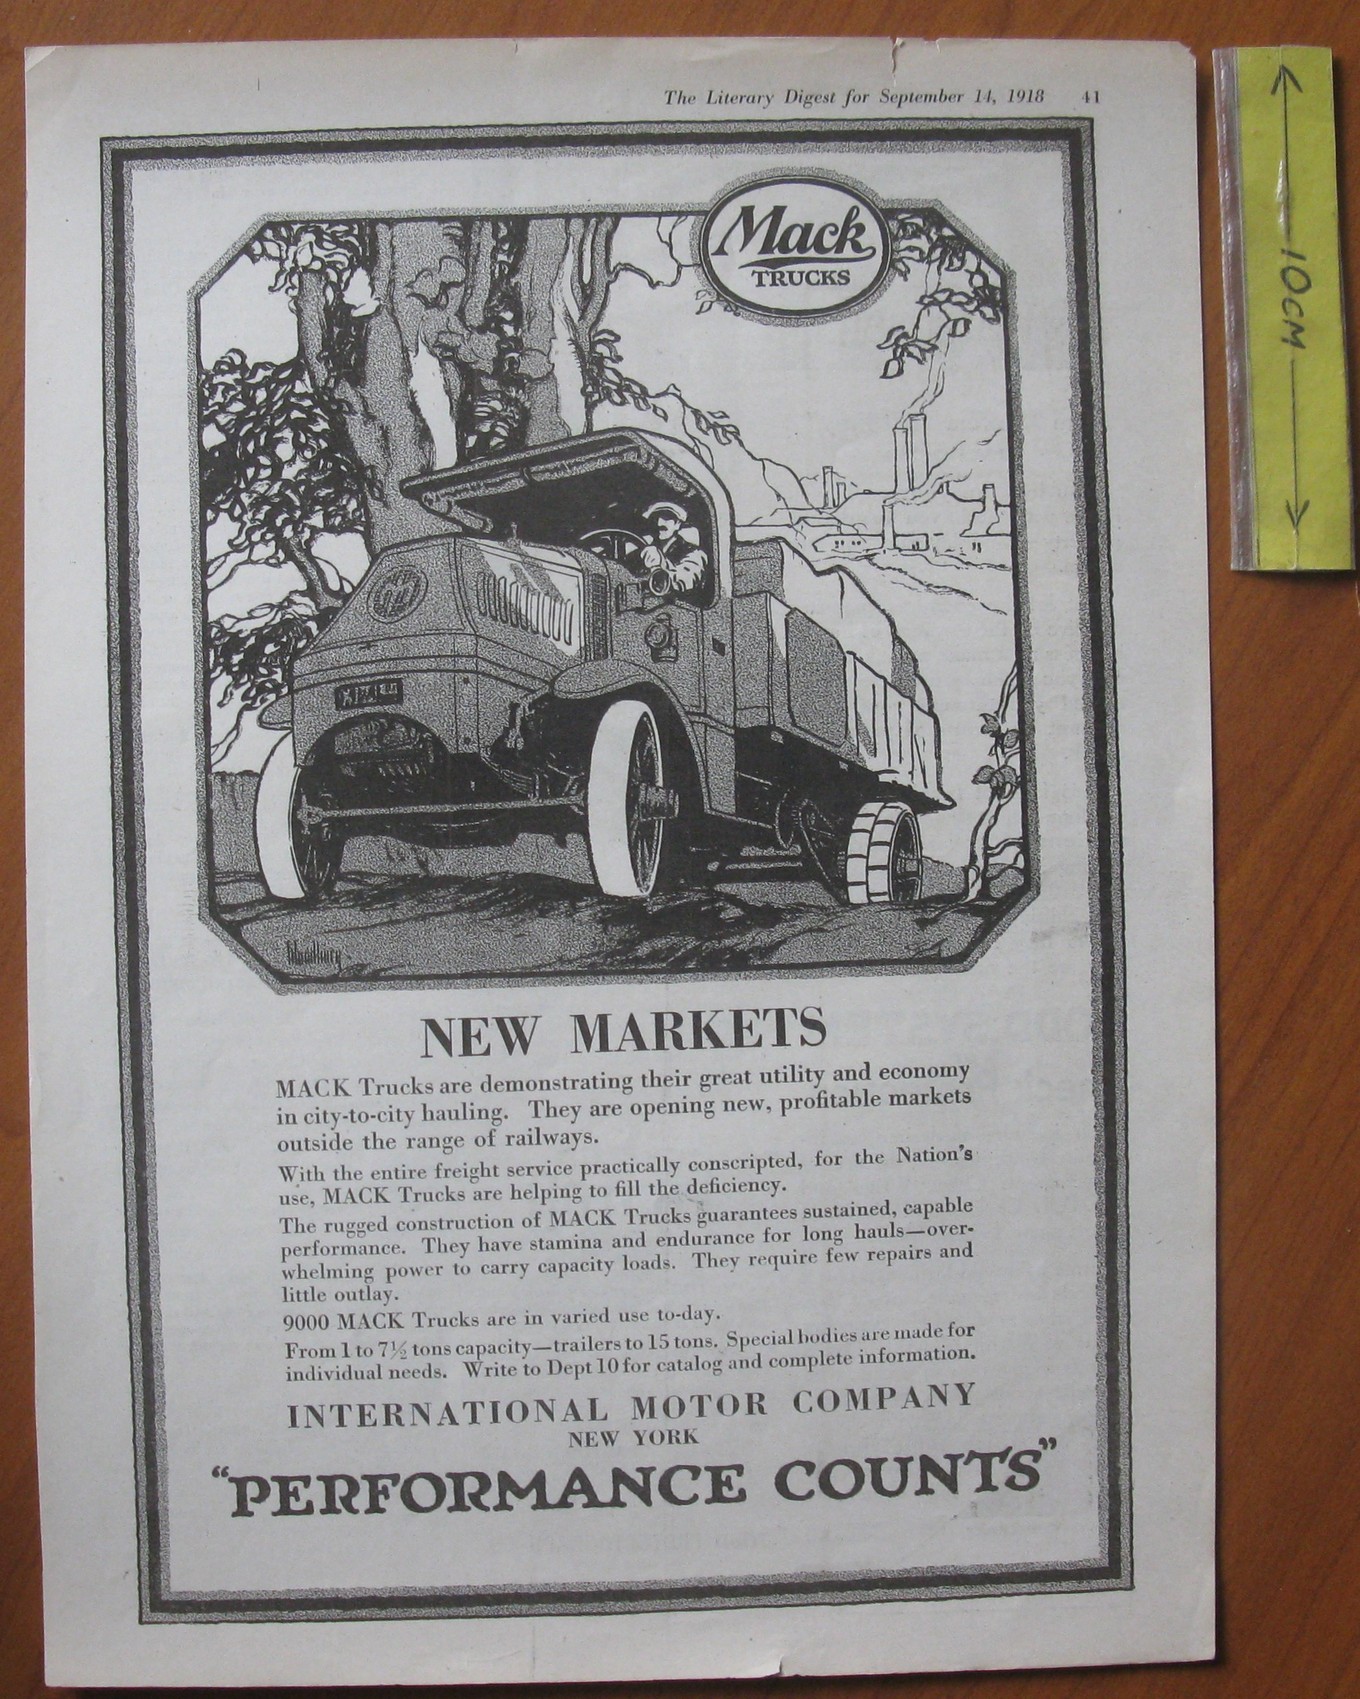 The Literary Digest for September 14, 1918 41
Mack
TRUCKS
10CM
NEW MARKETS
MACK Trucks are demonstrating their great utility and economy
in city-to-city hauling. They are opening new, profitable markets
outside the range of railways.
With the entire freight service practically conscripted, for the Nation's
use, MACK Trucks are helping to fill the deficiency.
The rugged construction of MACK Trucks guarantees sustained, capable
performance. They have stamina and endurance for long hauls—over-
whelming power to carry capacity loads. They require few repairs and
little outlay.
9000 MACK Trucks are in varied use to-day.
From 1 to 7½ tons capacity—trailers to 15 tons. Special bodies are made for
individual needs. Write to Dept 10 for catalog and complete information.
INTERNATIONAL MOTOR COMPANY
NEW YORK
“PERFORMANCE COUNTS”